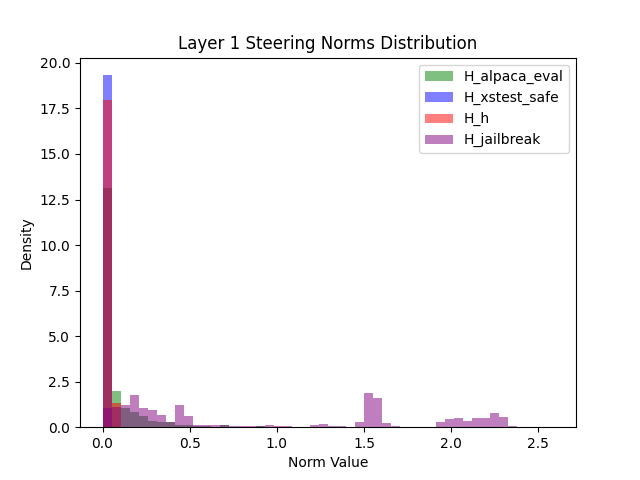 Layer 1 Steering Norms Distribution
H_alpaca_eval
H_xstest_safe
H_h
H_jailbreak
Density
20.0
17.5
15.0
12.5
10.0
7.5
5.0
2.5
0.0
0.0 0.5 1.0 1.5 2.0 2.5
Norm Value